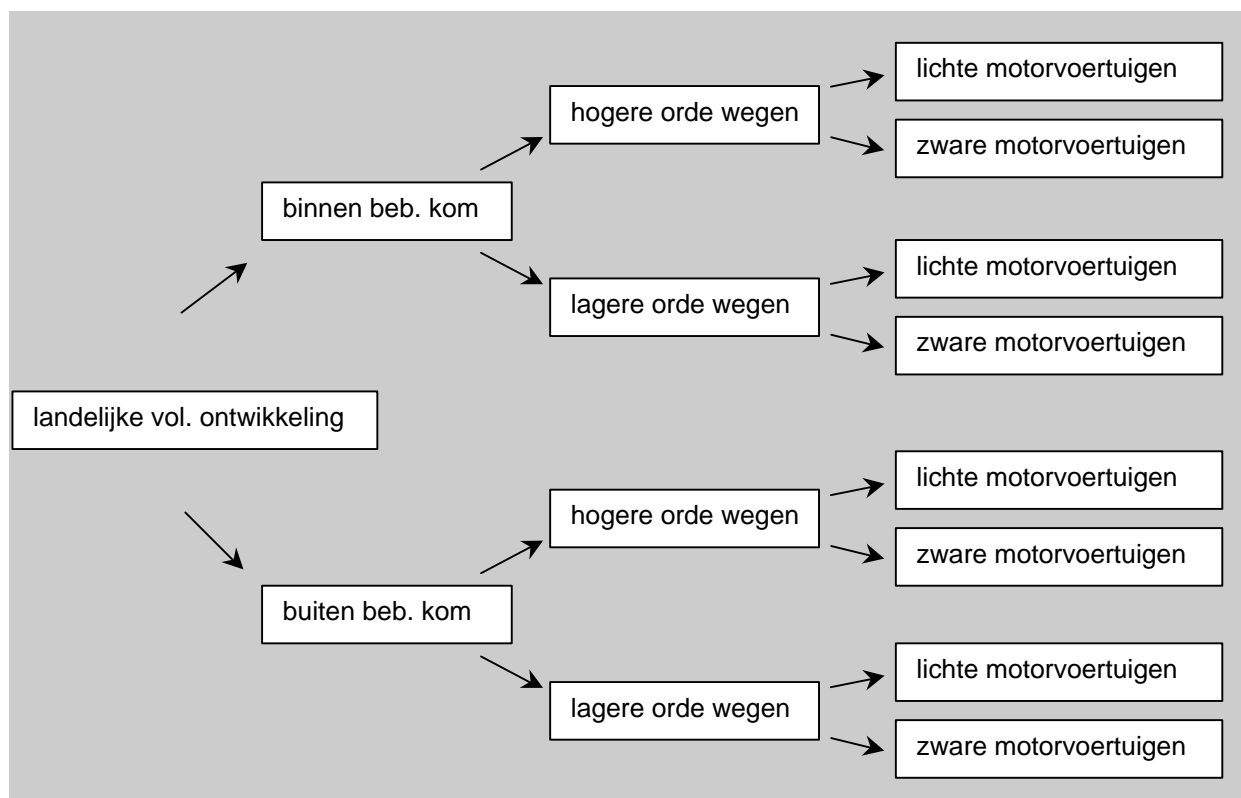 lichte motorvoertuigen
hogere orde wegen
zware motorvoertuigen
binnen beb. kom
lichte motorvoertuigen
lagere orde wegen
zware motorvoertuigen
landelijke vol. ontwikkeling
lichte motorvoertuigen
hogere orde wegen
zware motorvoertuigen
buiten beb. kom
lichte motorvoertuigen
lagere orde wegen
zware motorvoertuigen